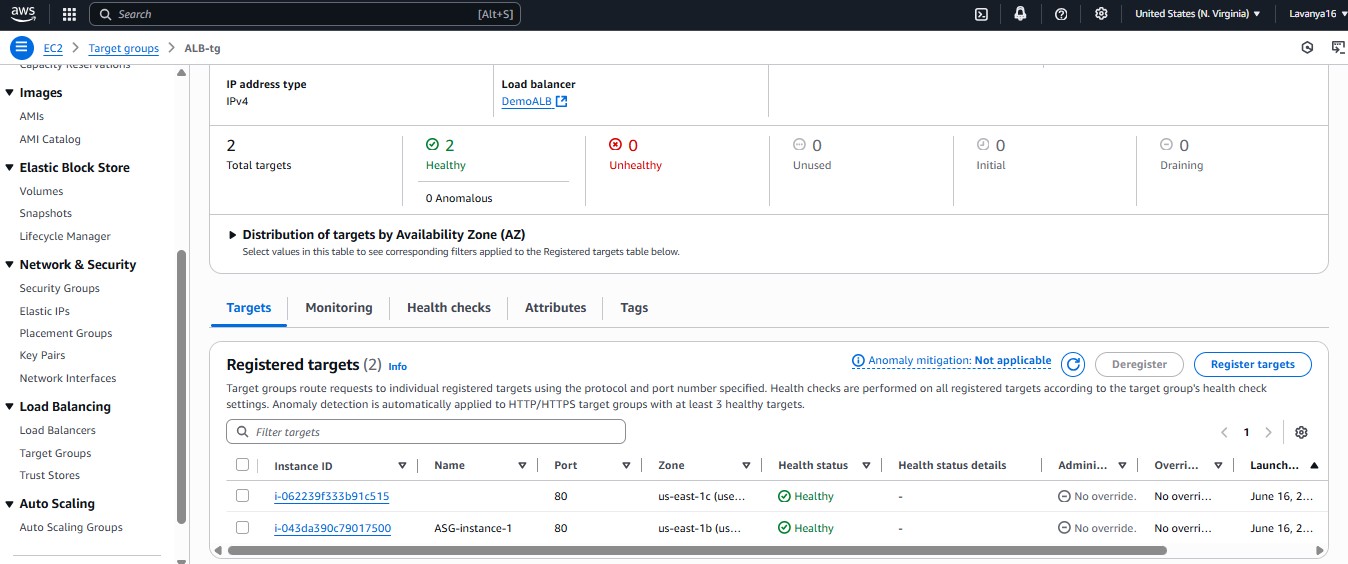 aws Search [Alt+S] United States (N. Virginia) Lavanya16
EC2 > Target groups > ALB-tg
Capacity Reservations
Images
AMIs
AMI Catalog
Elastic Block Store
Volumes
Snapshots
Lifecycle Manager
Network & Security
Security Groups
Elastic IPs
Placement Groups
Key Pairs
Network Interfaces
Load Balancing
Load Balancers
Target Groups
Trust Stores
Auto Scaling
Auto Scaling Groups
IP address type
IPv4
Load balancer
DemoALB
2
Total targets
2
Healthy
0 Anomalous
0
Unhealthy
0
Unused
0
Initial
0
Draining
Distribution of targets by Availability Zone (AZ)
Select values in this table to see corresponding filters applied to the Registered targets table below.
Targets Monitoring Health checks Attributes Tags
Registered targets (2) Info Anomaly mitigation: Not applicable Deregister Register targets
Target groups route requests to individual registered targets using the protocol and port number specified. Health checks are performed on all registered targets according to the target group's health check
settings. Anomaly detection is automatically applied to HTTP/HTTPS target groups with at least 3 healthy targets.
Filter targets < 1 >
Instance ID Name Port Zone Health status Health status details Admini... Overri... Launch...
i-062239f333b91c515 80 us-east-1c (use... Healthy - No override. No overri... June 16, 2...
i-043da390c79017500 ASG-instance-1 80 us-east-1b (us... Healthy - No override. No overri... June 16, 2...